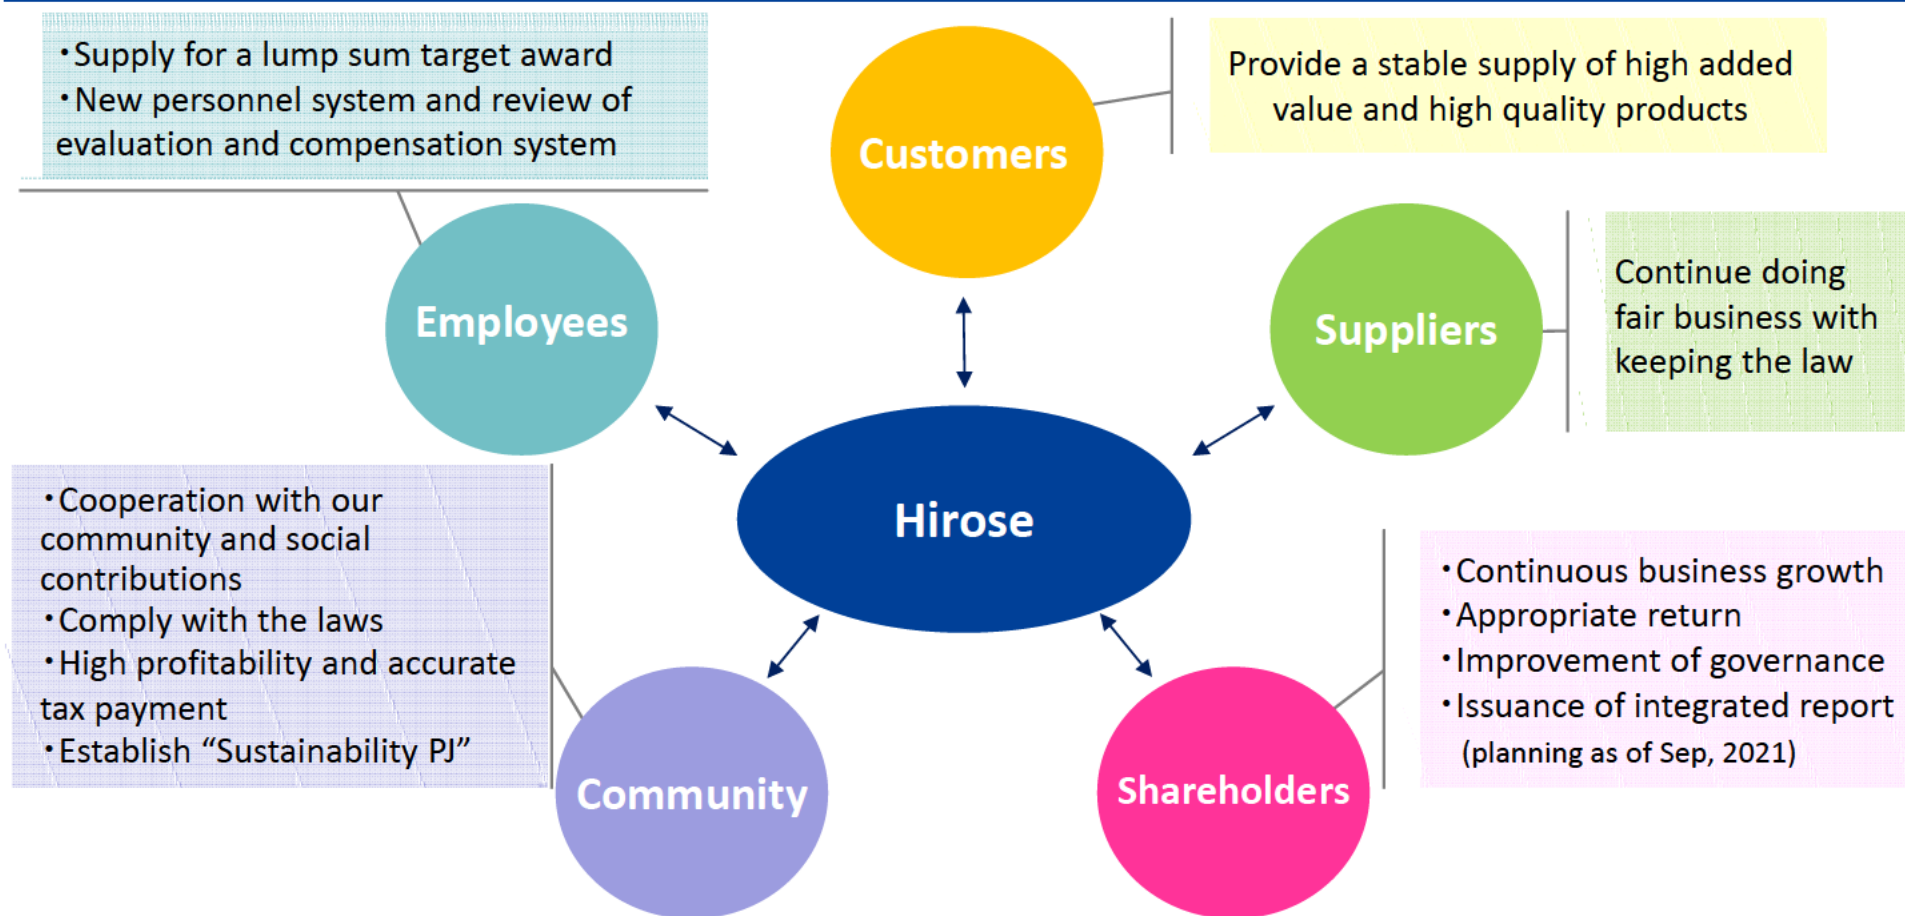 ・Supply for a lump sum target award
・New personnel system and review of
evaluation and compensation system
Customers
Provide a stable supply of high added
value and high quality products
Employees
Suppliers
Continue doing
fair business with
keeping the law
Hirose
・Cooperation with our
community and social
contributions
・Comply with the laws
・High profitability and accurate
tax payment
・Establish “Sustainability PJ”
Community
Shareholders
・Continuous business growth
・Appropriate return
・Improvement of governance
・Issuance of integrated report
(planning as of Sep, 2021)